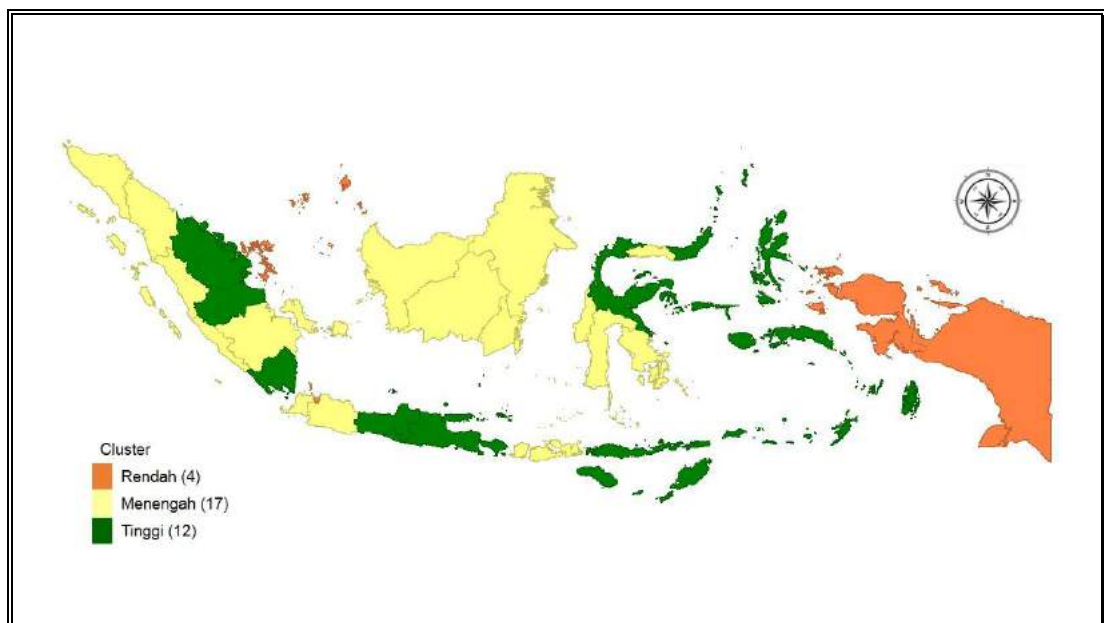 Cluster
Rendah (4)
Menengah (17)
Tinggi (12)